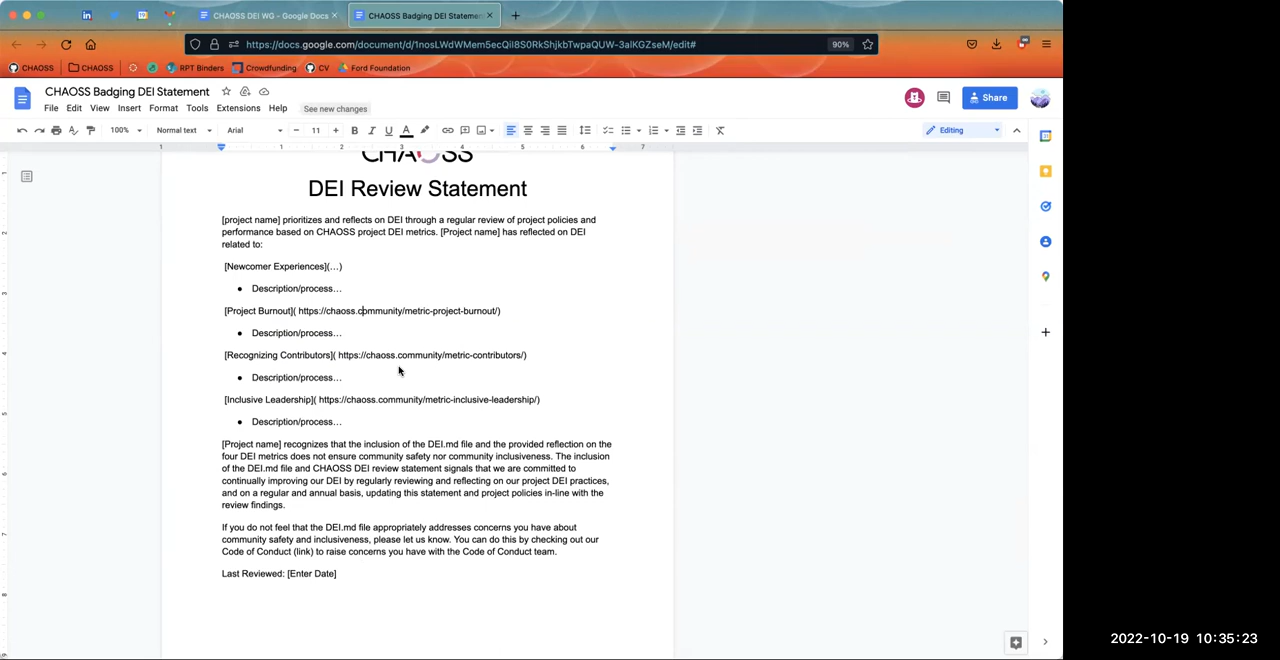 CHAOSS DEI WG - Google Docs
CHAOSS Badging DEI Statement
https://docs.google.com/document/d/1nosLWdWMem5ecQil8S0RkShjkbTwpaQUW-3alKGZseM/edit#
90%
CHAOSS
CHAOSS
RPT Binders
Crowdfunding
CV
Ford Foundation
CHAOSS Badging DEI Statement
File Edit View Insert Format Tools Extensions Help
See new changes
Share
100% Normal text Arial 11
Editing
1 1 2 3 4 5 6 7
CHAOSS
DEI Review Statement
[project name] prioritizes and reflects on DEI through a regular review of project policies and
performance based on CHAOSS project DEI metrics. [Project name] has reflected on DEI
related to:
[Newcomer Experiences](…)
● Description/process…
[Project Burnout]( https://chaoss.community/metric-project-burnout/)
● Description/process…
[Recognizing Contributors]( https://chaoss.community/metric-contributors/)
● Description/process…
[Inclusive Leadership]( https://chaoss.community/metric-inclusive-leadership/)
● Description/process…
[Project name] recognizes that the inclusion of the DEI.md file and the provided reflection on the
four DEI metrics does not ensure community safety nor community inclusiveness. The inclusion
of the DEI.md file and CHAOSS DEI review statement signals that we are committed to
continually improving our DEI by regularly reviewing and reflecting on our project DEI practices,
and on a regular and annual basis, updating this statement and project policies in-line with the
review findings.
If you do not feel that the DEI.md file appropriately addresses concerns you have about
community safety and inclusiveness, please let us know. You can do this by checking out our
Code of Conduct (link) to raise concerns you have with the Code of Conduct team.
Last Reviewed: [Enter Date]
2022-10-19 10:35:23